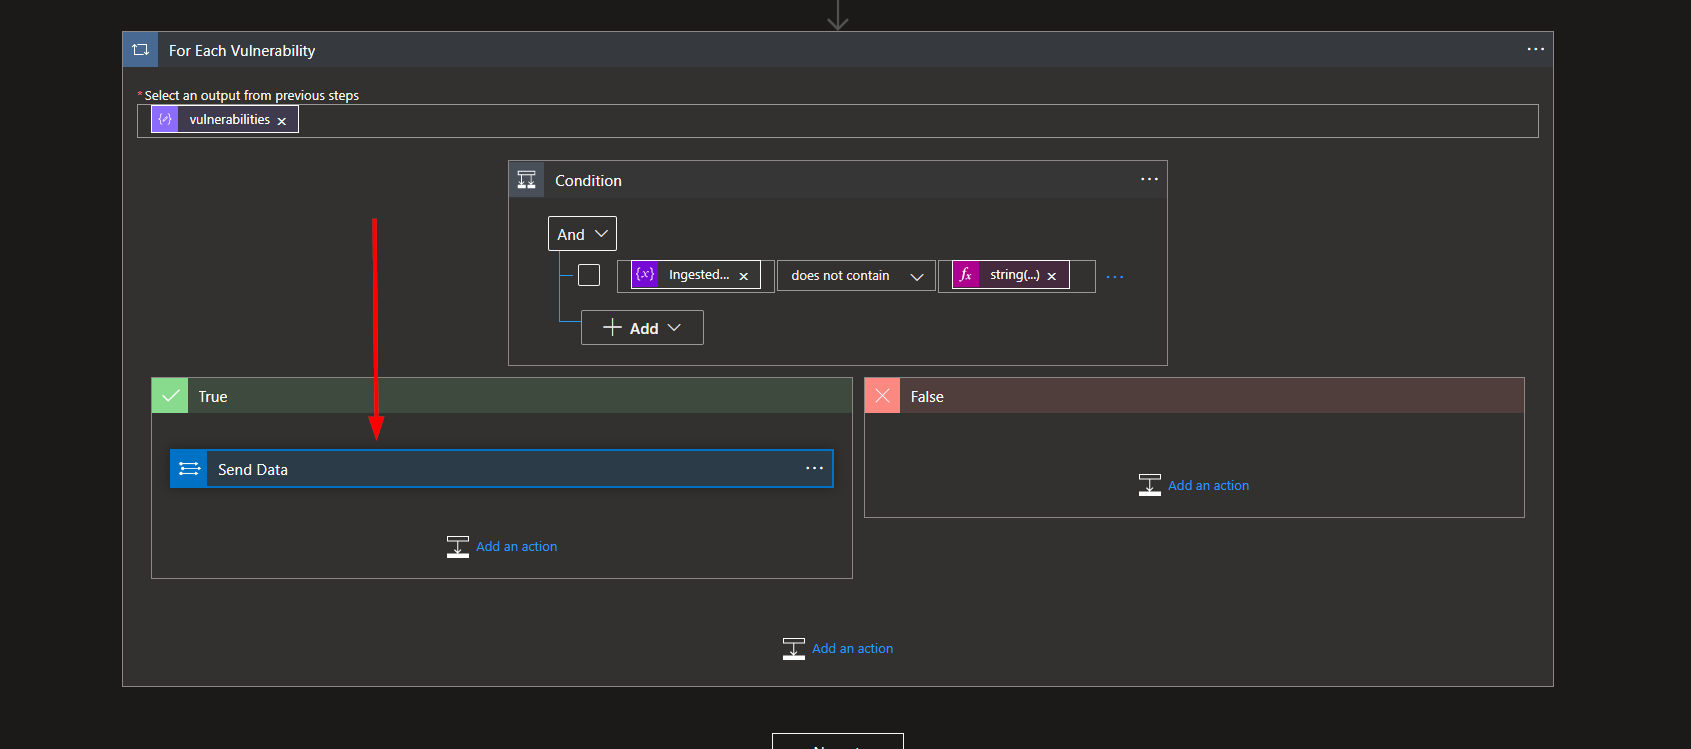 For Each Vulnerability
* Select an output from previous steps
vulnerabilities
Condition
And
Ingested...
does not contain
fx
string(...)
Add
True
False
Send Data
Add an action
Add an action
Add an action